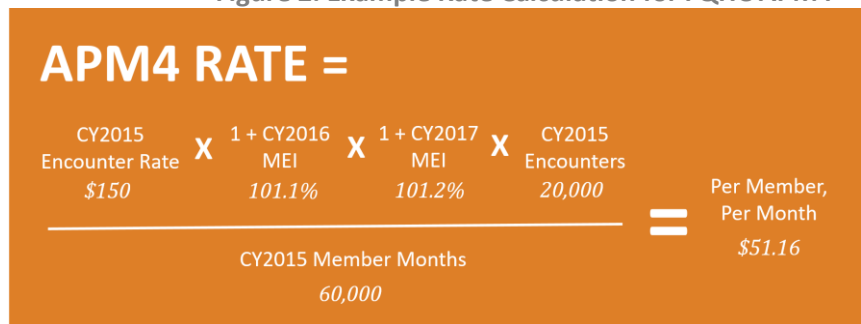 APM4 RATE =
CY2015 Encounter Rate $150 X 1 + CY2016 MEI 101.1% X 1 + CY2017 MEI 101.2% X CY2015 Encounters 20,000
CY2015 Member Months
60,000
=
Per Member,
Per Month
$51.16